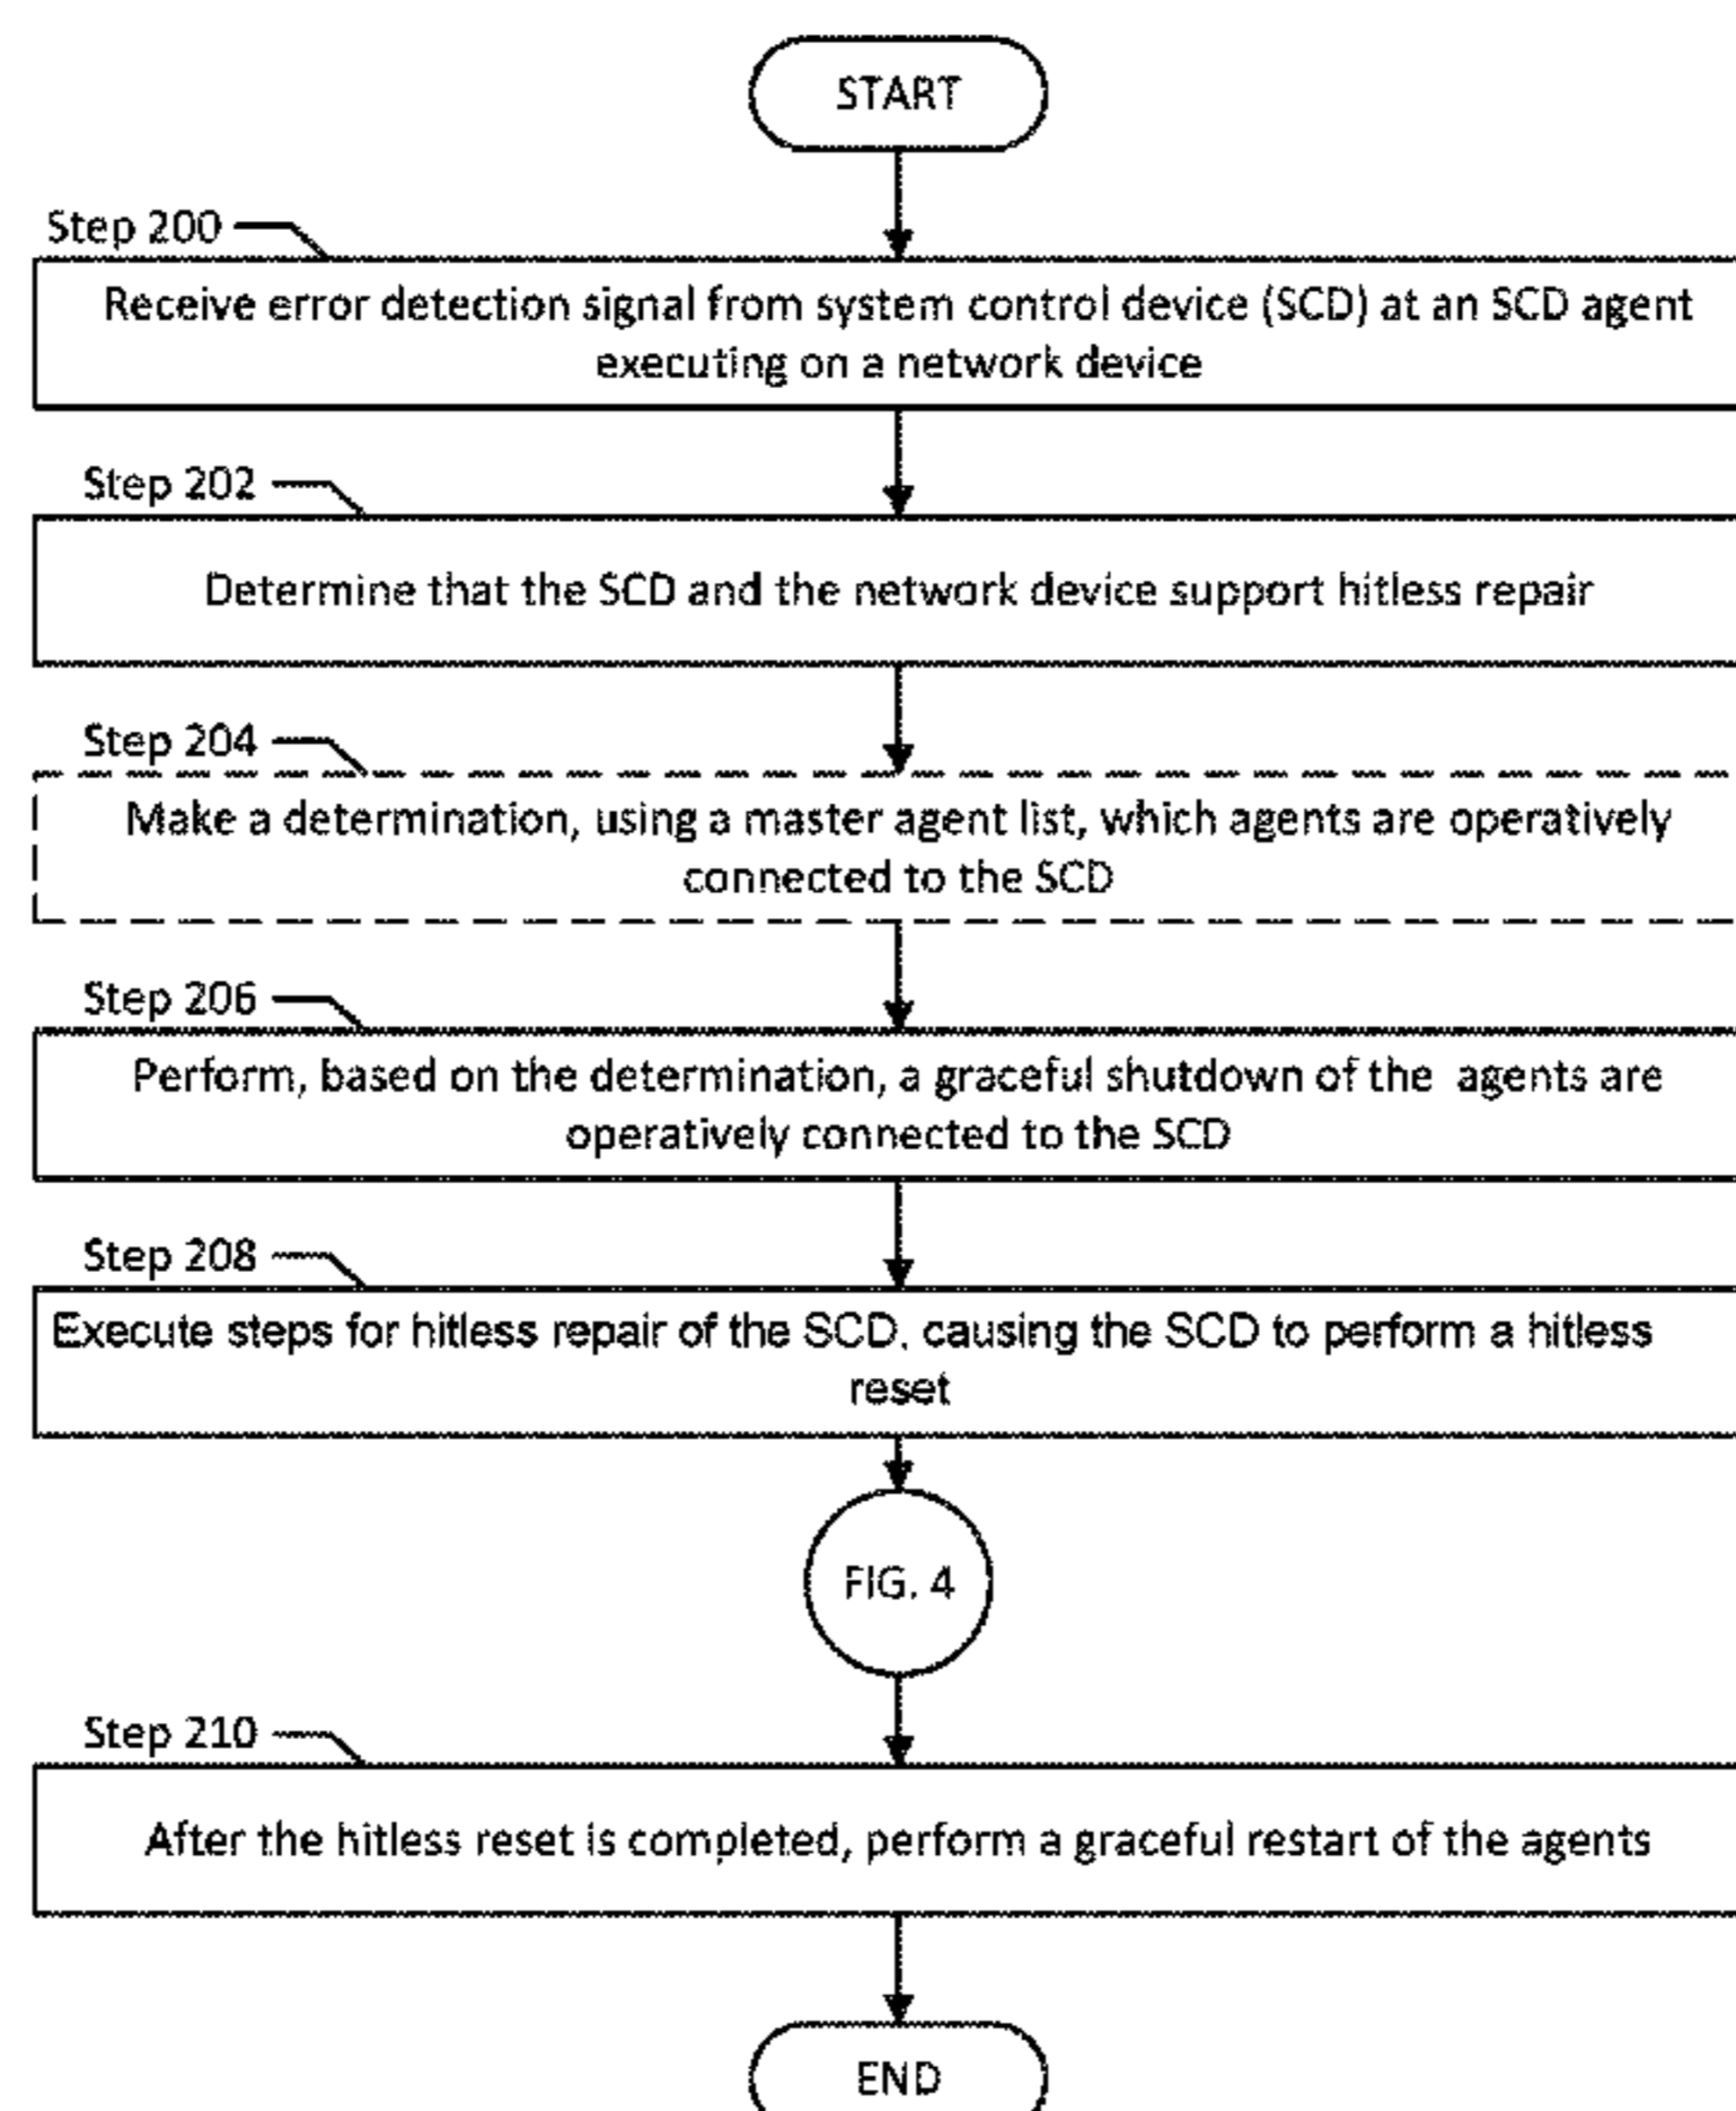 START
Step 200
Receive error detection signal from system control device (SCD) at an SCD agent
executing on a network device
Step 202
Determine that the SCD and the network device support hitless repair
Step 204
Make a determination, using a master agent list, which agents are operatively
connected to the SCD
Step 206
Perform, based on the determination, a graceful shutdown of the agents are
operatively connected to the SCD
Step 208
Execute steps for hitless repair of the SCD, causing the SCD to perform a hitless
reset
FIG. 4
Step 210
After the hitless reset is completed, perform a graceful restart of the agents
END